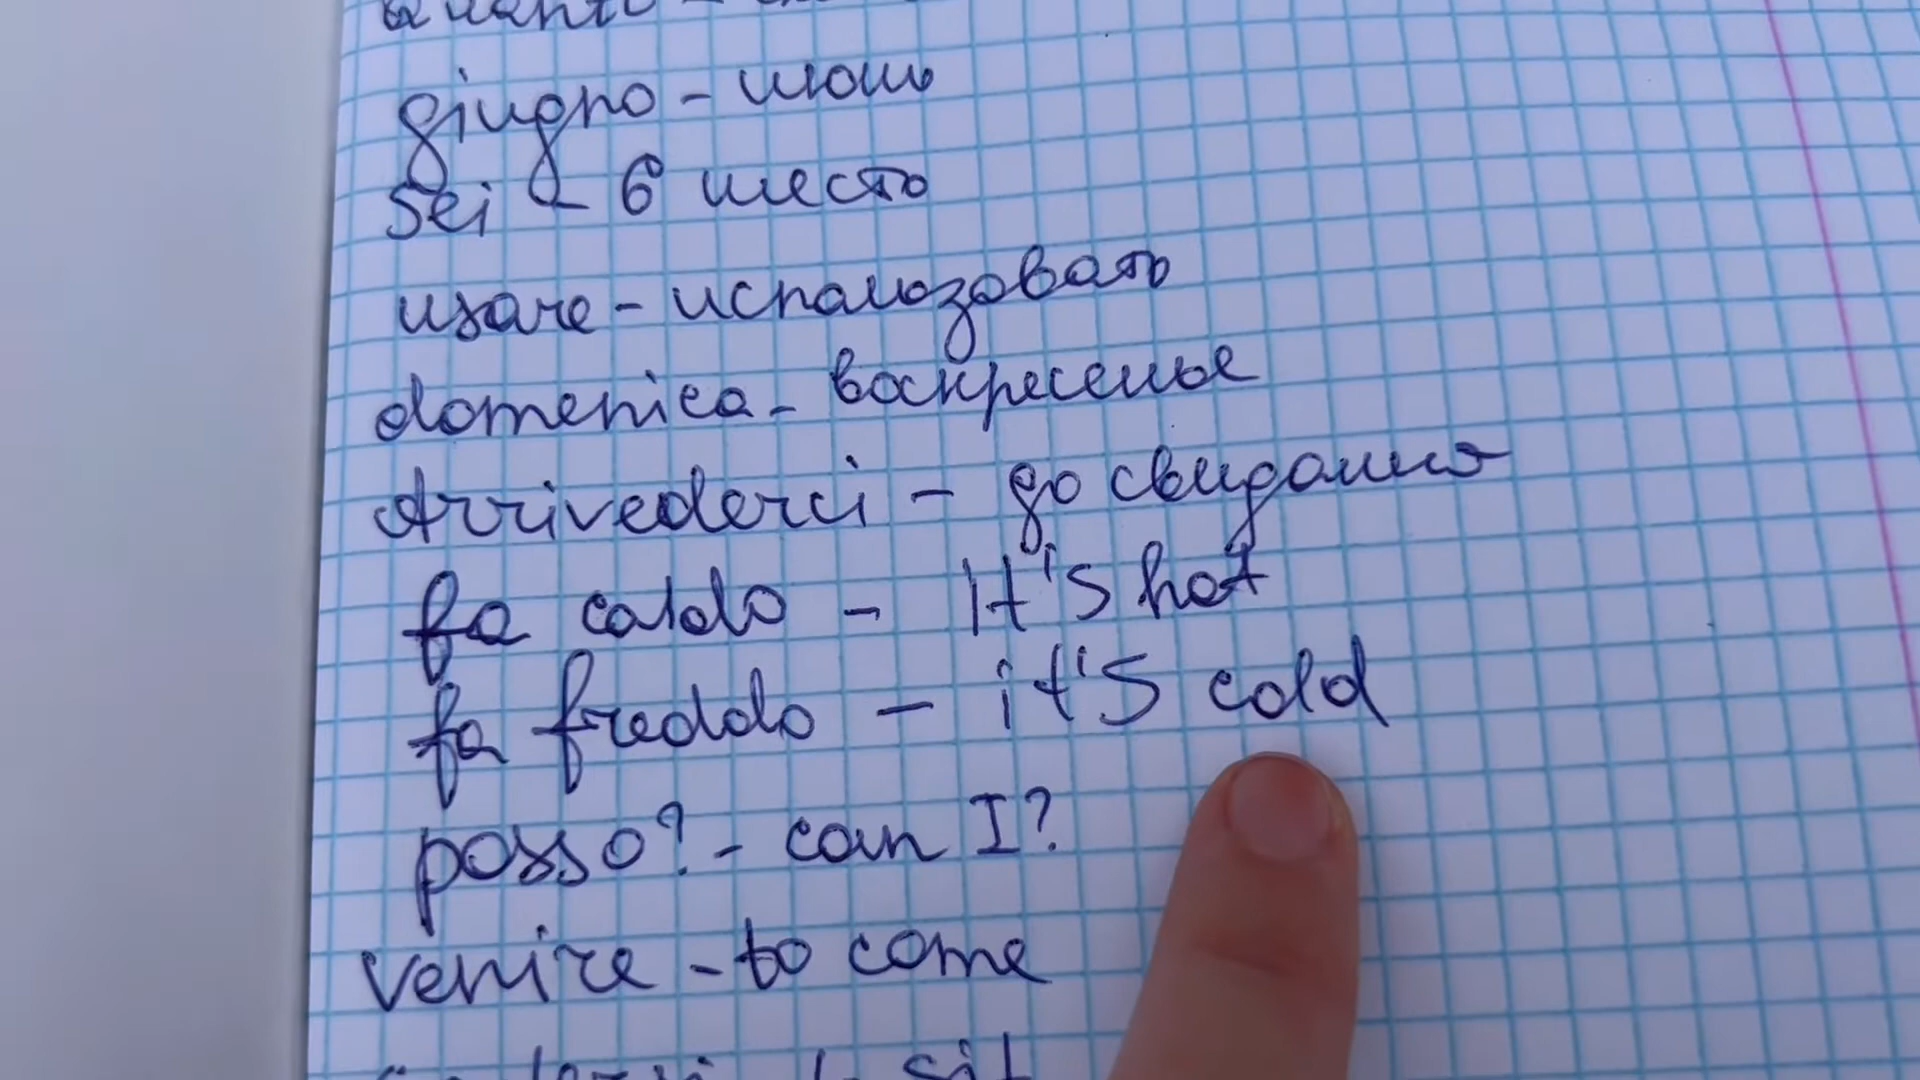 giugno - июнь
sei - 6 шесть
usare - использовать
domenica - воскресенье
Arrivederci - до свидания
fa caldo - It's hot
fa freddo - it's cold
posso? - can I?
venire - to come
sit